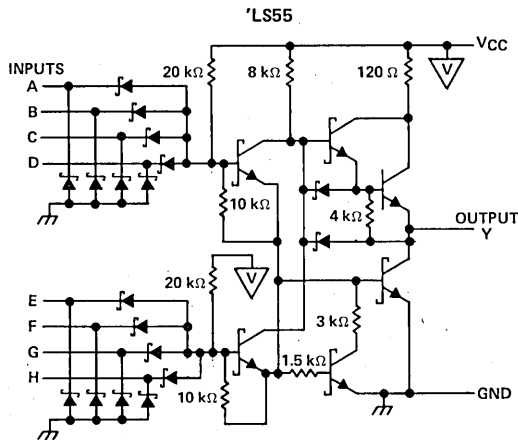 'LS55
VCC
INPUTS
20 kΩ
8 kΩ
120 Ω
V
A
B
C
D
10 kΩ
4 kΩ
OUTPUT
Y
20 kΩ
V
E
F
G
H
3 kΩ
1.5 kΩ
10 kΩ
GND